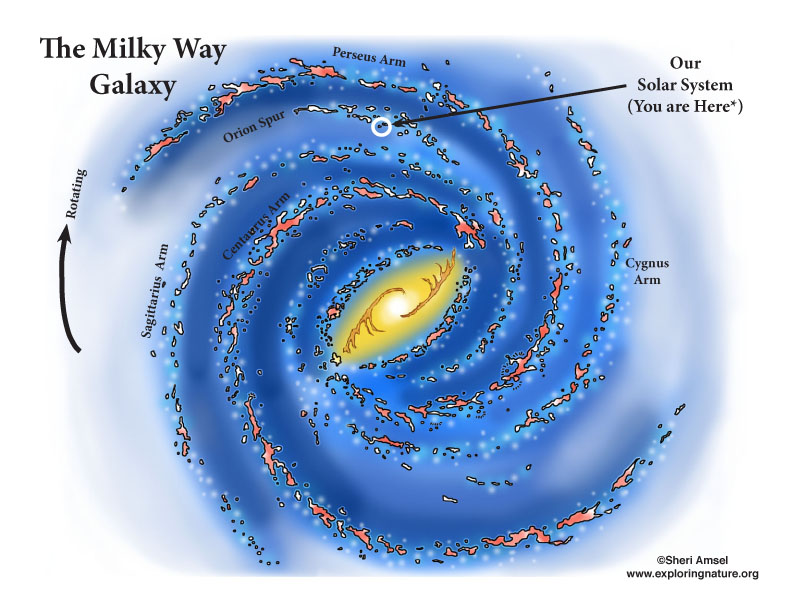 The Milky Way
Galaxy
Perseus Arm
Our
Solar System
(You are Here*)
Orion Spur
Rotating
Centaurus Arm
Sagittarius Arm
Cygnus
Arm
©Sheri Amsel
www.exploringnature.org